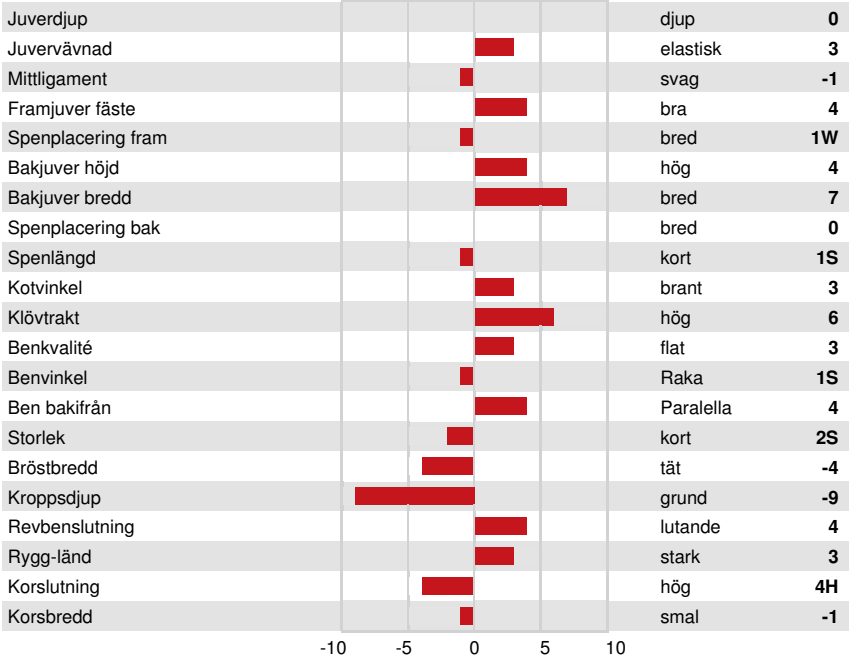 Juverdjup djup 0
Juvervävnad elastisk 3
Mittligament svag -1
Framjuver fäste bra 4
Spenplacering fram bred 1W
Bakjuver höjd hög 4
Bakjuver bredd bred 7
Spenplacering bak bred 0
Spenlängd kort 1S
Kotvinkel brant 3
Klövtrakt hög 6
Benkvalité flat 3
Benvinkel Raka 1S
Ben bakifrån Paralella 4
Storlek kort 2S
Bröstbredd tät -4
Kroppsdjup grund -9
Revbenslutning lutande 4
Rygg-länd stark 3
Korslutning hög 4H
Korsbredd smal -1
-10 -5 0 5 10